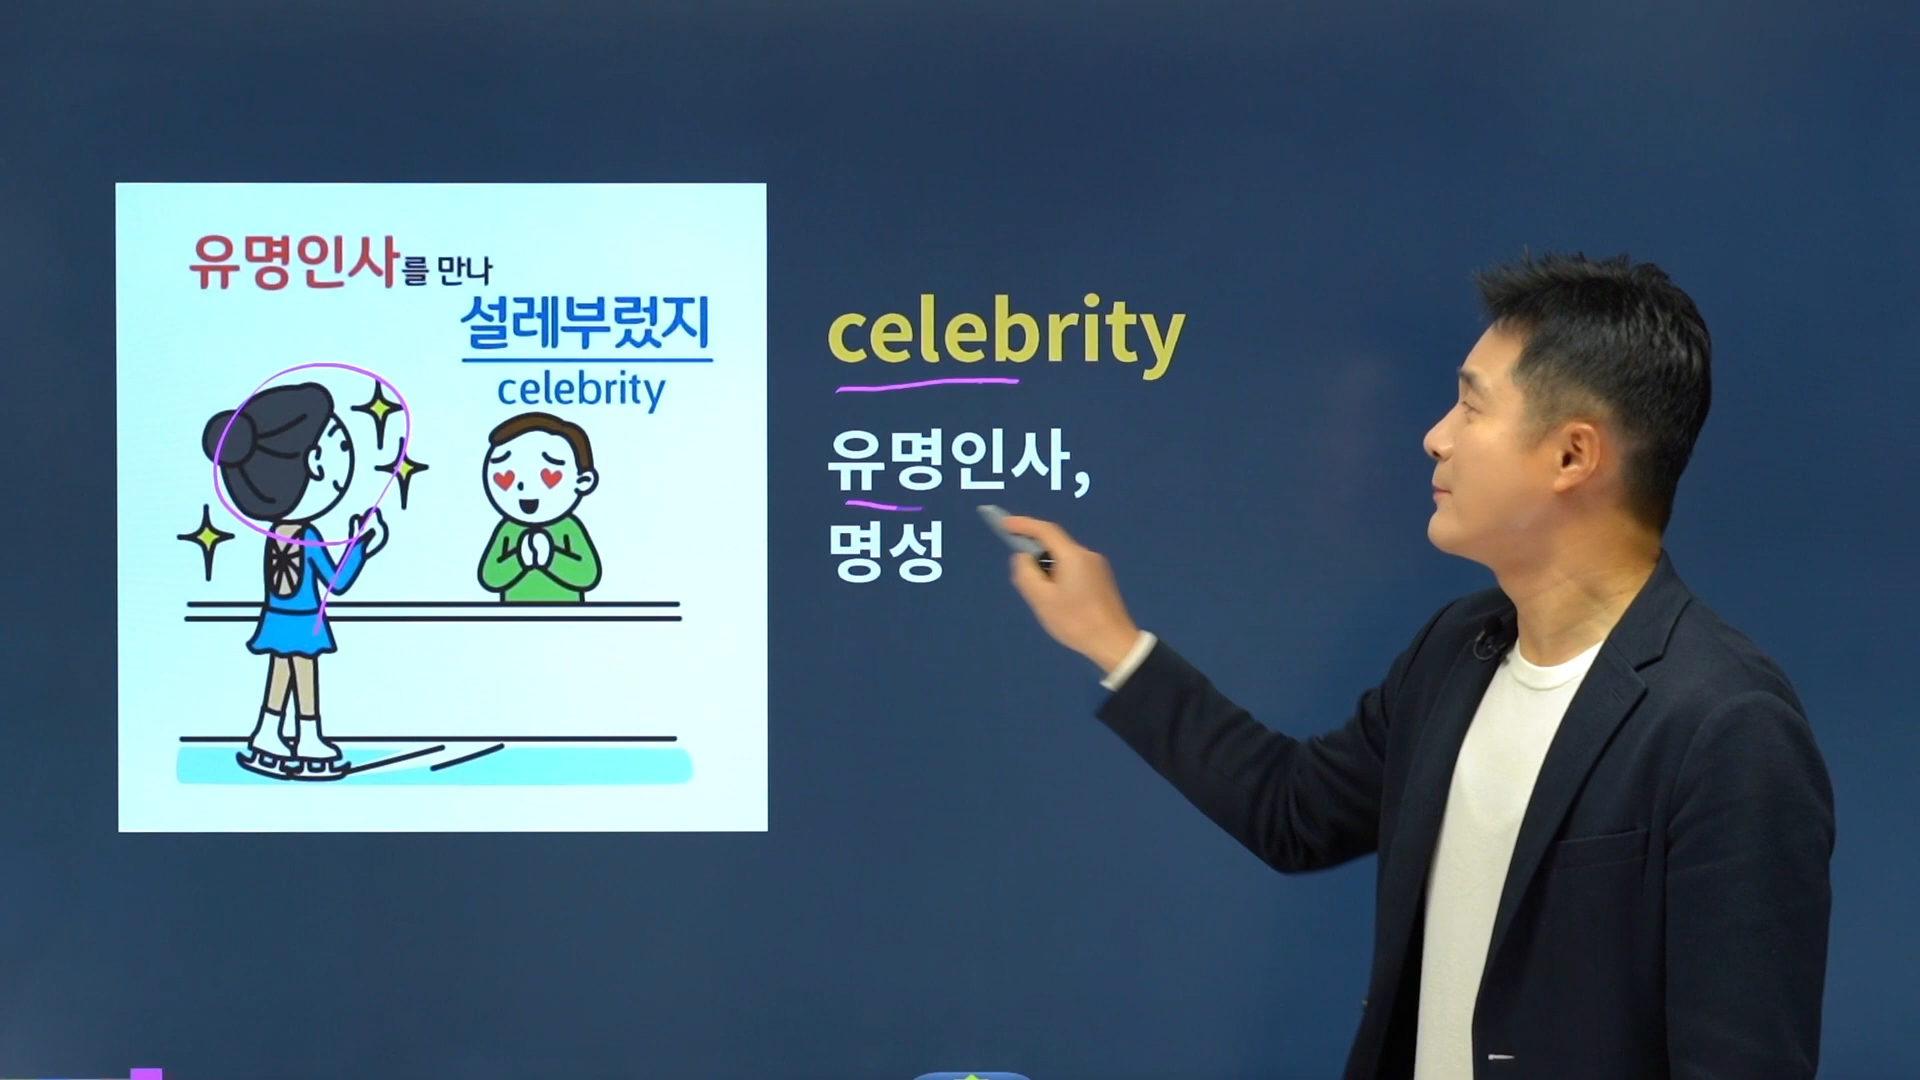 유명인사를 만나
설레부렀지
celebrity
celebrity
유명인사,
명성